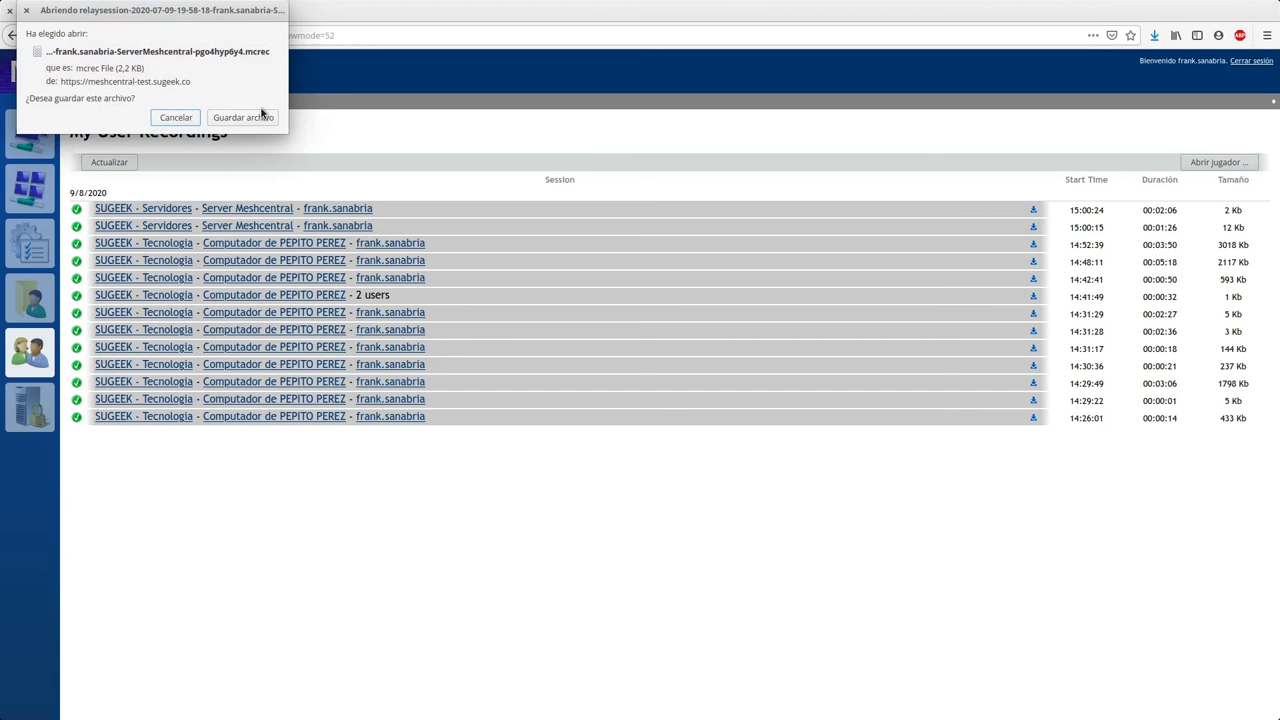 Abriendo relaysession-2020-07-09-19-58-18-frank.sanabria-S...
Ha elegido abrir:
...-frank.sanabria-ServerMeshcentral-pgo4hyp6y4.mcrec
que es: mcrec File (2,2 KB)
de: https://meshcentral-test.sugeek.co
¿Desea guardar este archivo?
Cancelar Guardar archivo
ewmode=52
ABP
Bienvenido frank.sanabria. Cerrar sesión
My User Recordings
Actualizar Abrir jugador ...
Session Start Time Duración Tamaño
9/8/2020
SUGEEK - Servidores - Server Meshcentral - frank.sanabria 15:00:24 00:02:06 2 Kb
SUGEEK - Servidores - Server Meshcentral - frank.sanabria 15:00:15 00:01:26 12 Kb
SUGEEK - Tecnologia - Computador de PEPITO PEREZ - frank.sanabria 14:52:39 00:03:50 3018 Kb
SUGEEK - Tecnologia - Computador de PEPITO PEREZ - frank.sanabria 14:48:11 00:05:18 2117 Kb
SUGEEK - Tecnologia - Computador de PEPITO PEREZ - frank.sanabria 14:42:41 00:00:50 593 Kb
SUGEEK - Tecnologia - Computador de PEPITO PEREZ - 2 users 14:41:49 00:00:32 1 Kb
SUGEEK - Tecnologia - Computador de PEPITO PEREZ - frank.sanabria 14:31:29 00:02:27 5 Kb
SUGEEK - Tecnologia - Computador de PEPITO PEREZ - frank.sanabria 14:31:28 00:02:36 3 Kb
SUGEEK - Tecnologia - Computador de PEPITO PEREZ - frank.sanabria 14:31:17 00:00:18 144 Kb
SUGEEK - Tecnologia - Computador de PEPITO PEREZ - frank.sanabria 14:30:36 00:00:21 237 Kb
SUGEEK - Tecnologia - Computador de PEPITO PEREZ - frank.sanabria 14:29:49 00:03:06 1798 Kb
SUGEEK - Tecnologia - Computador de PEPITO PEREZ - frank.sanabria 14:29:22 00:00:01 5 Kb
SUGEEK - Tecnologia - Computador de PEPITO PEREZ - frank.sanabria 14:26:01 00:00:14 433 Kb